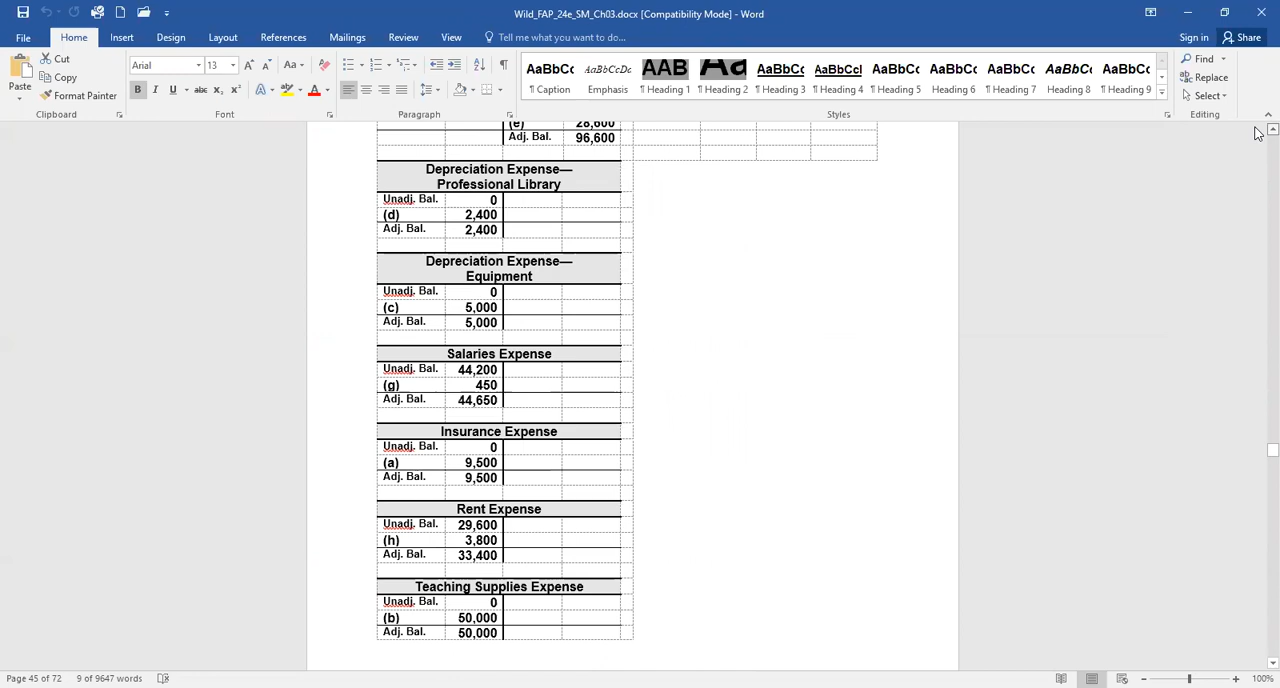 Wild_FAP_24e_SM_Ch03.docx [Compatibility Mode] - Word
File Home Insert Design Layout References Mailings Review View Tell me what you want to do... Sign in Share
Paste
Cut
Copy
Format Painter
Clipboard
Arial 13
Font
Paragraph
AaBbCc AaBbCcDc AAB Aa AaBbCc AaBbCcI AaBbCc AaBbCc AaBbCc AaBbCc AaBbCc
¶ Caption Emphasis ¶ Heading 1 ¶ Heading 2 ¶ Heading 3 ¶ Heading 4 ¶ Heading 5 Heading 6 ¶ Heading 7 Heading 8 ¶ Heading 9
Styles
Find
Replace
Select
Editing
(e) 28,600
Adj. Bal. 96,600
Depreciation Expense—
Professional Library
Unadj. Bal. 0
(d) 2,400
Adj. Bal. 2,400
Depreciation Expense—
Equipment
Unadj. Bal. 0
(c) 5,000
Adj. Bal. 5,000
Salaries Expense
Unadj. Bal. 44,200
(g) 450
Adj. Bal. 44,650
Insurance Expense
Unadj. Bal. 0
(a) 9,500
Adj. Bal. 9,500
Rent Expense
Unadj. Bal. 29,600
(h) 3,800
Adj. Bal. 33,400
Teaching Supplies Expense
Unadj. Bal. 0
(b) 50,000
Adj. Bal. 50,000
Page 45 of 72 9 of 9647 words 100%